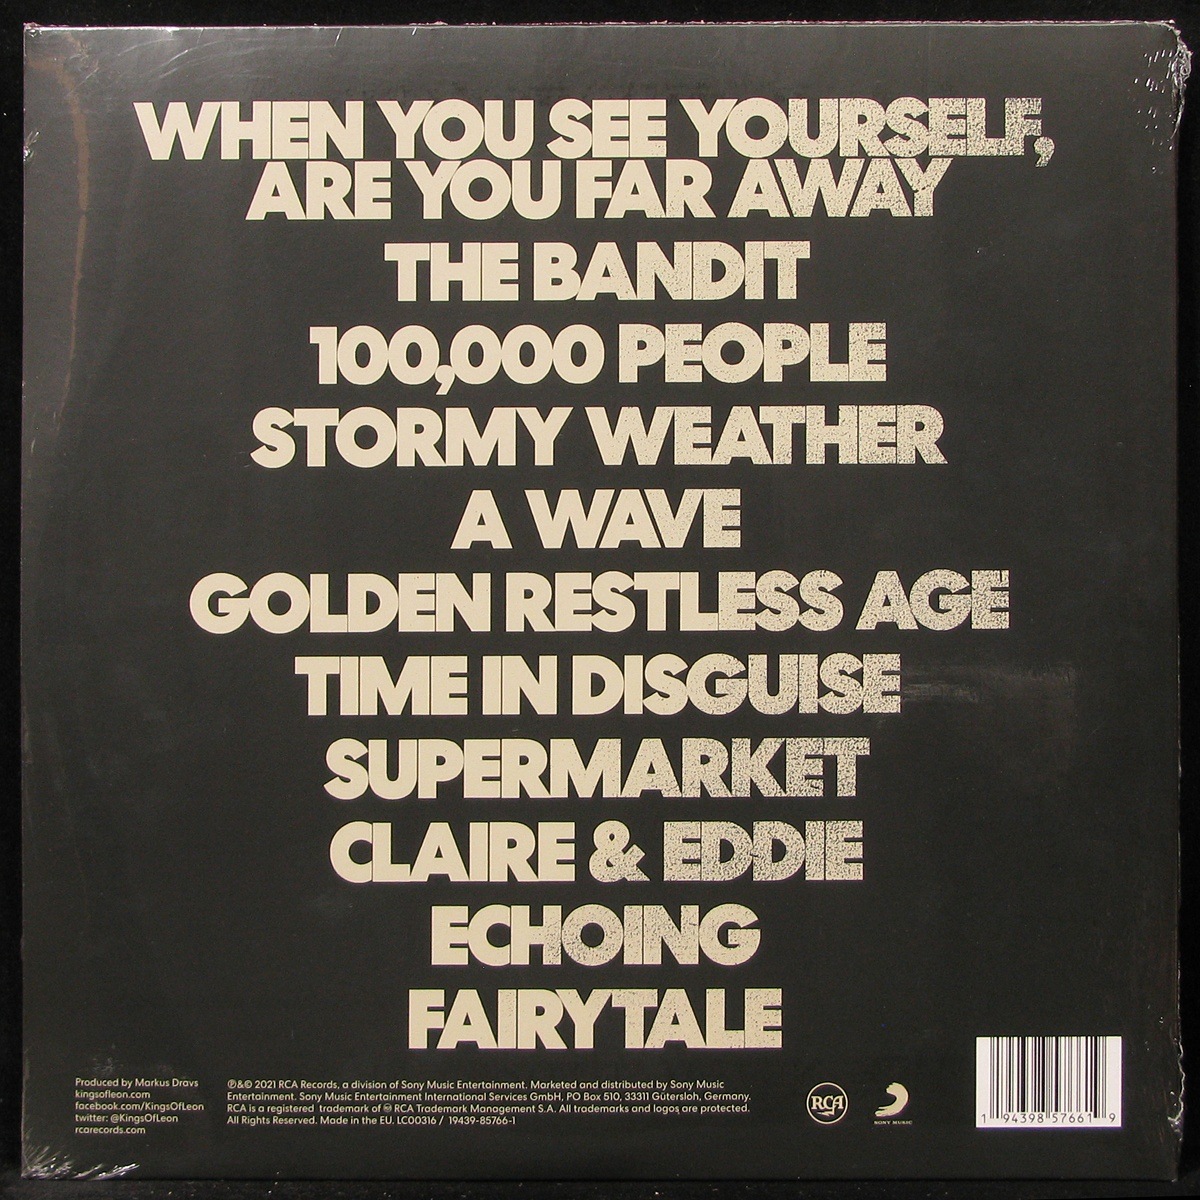 WHEN YOU SEE YOURSELF,
ARE YOU FAR AWAY
THE BANDIT
100,000 PEOPLE
STORMY WEATHER
A WAVE
GOLDEN RESTLESS AGE
TIME IN DISGUISE
SUPERMARKET
CLAIRE & EDDIE
ECHOING
FAIRYTALE
Produced by Markus Dravs
kingsofleon.com
facebook.com/KingsOfLeon
twitter: @KingsOfLeon
rcarecords.com
℗&© 2021 RCA Records, a division of Sony Music Entertainment. Marketed and distributed by Sony Music
Entertainment. Sony Music Entertainment International Services GmbH, PO Box 510, 33311 Gütersloh, Germany.
RCA is a registered trademark of ® RCA Trademark Management S.A. All trademarks and logos are protected.
All Rights Reserved. Made in the EU. LC00316 / 19439-85766-1
RCA
SONY MUSIC
1 94398 57661 9